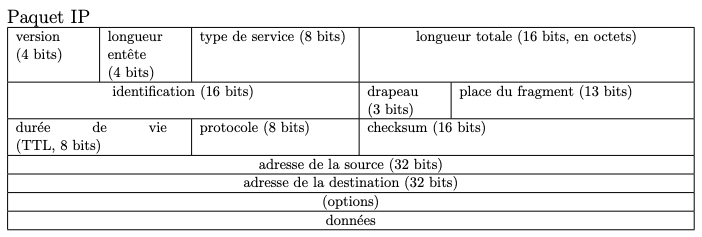 Paquet IP
version longueur type de service (8 bits) longueur totale (16 bits, en octets)
(4 bits) entête
(4 bits)
identification (16 bits) drapeau place du fragment (13 bits)
(3 bits)
durée de vie protocole (8 bits) checksum (16 bits)
(TTL, 8 bits)
adresse de la source (32 bits)
adresse de la destination (32 bits)
(options)
données